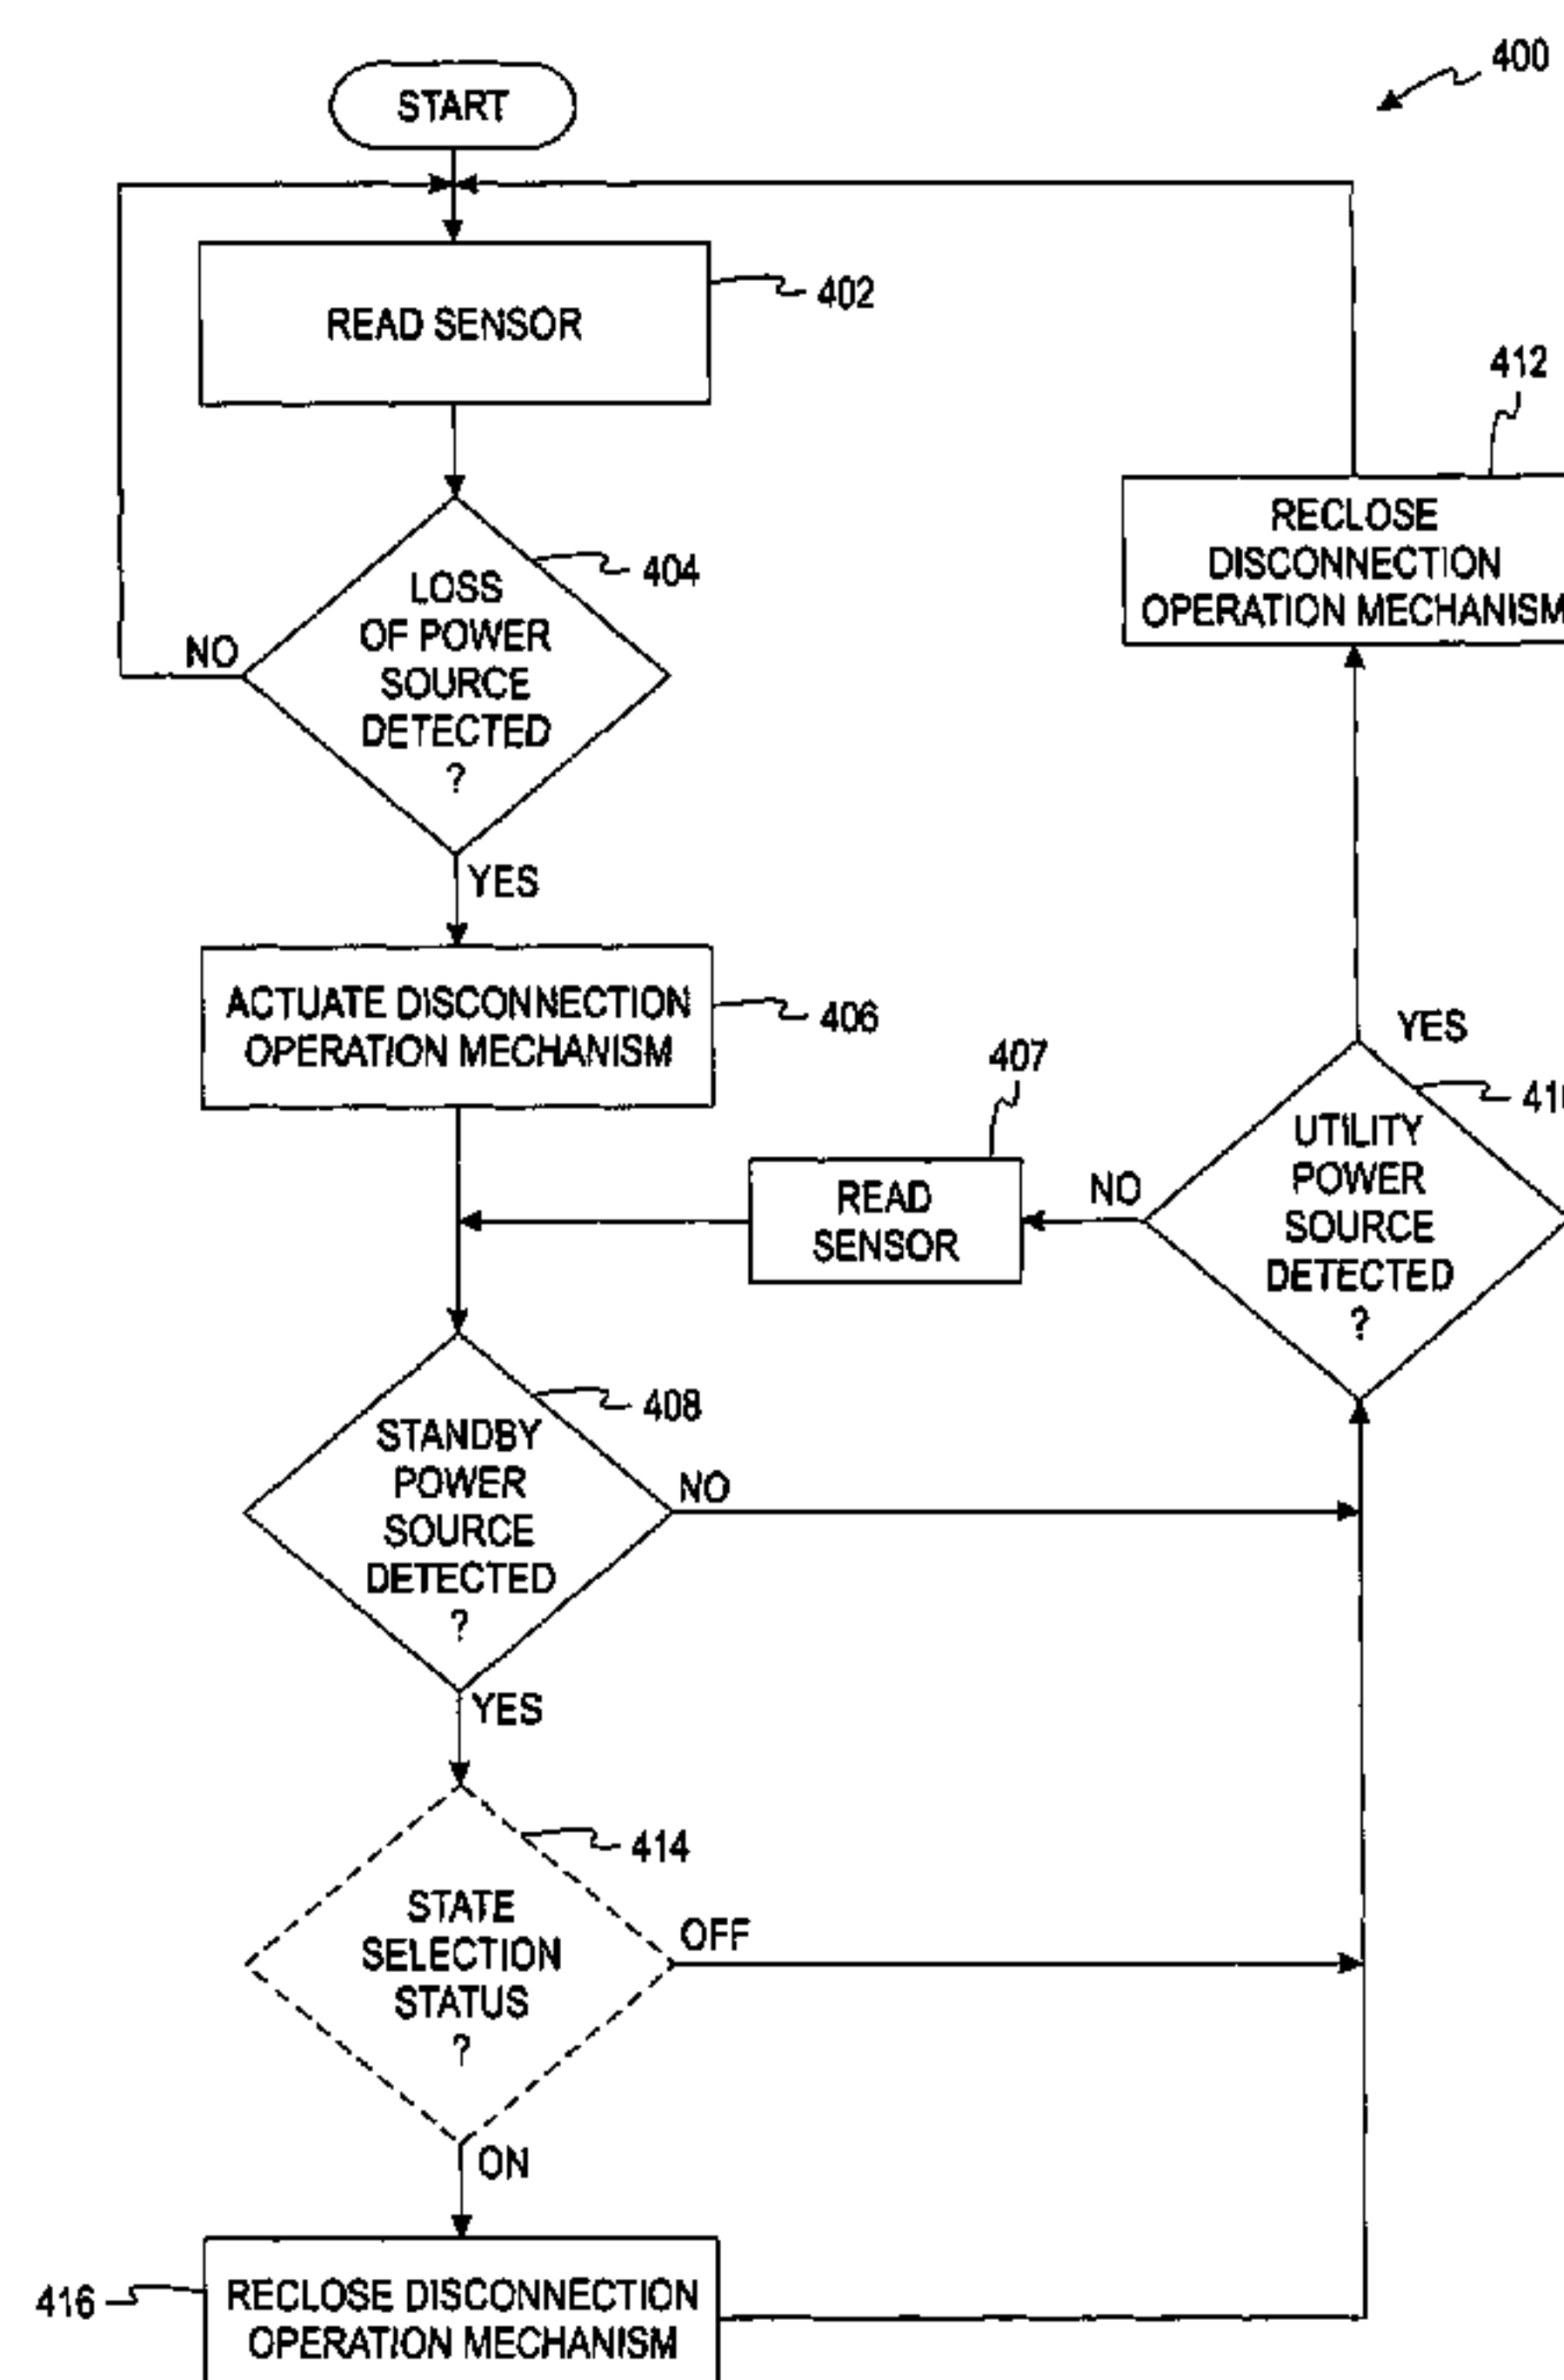 400
START
READ SENSOR
402
412
RECLOSE
DISCONNECTION
OPERATION MECHANISM
LOSS
OF POWER
SOURCE
DETECTED
?
404
NO
YES
ACTUATE DISCONNECTION
OPERATION MECHANISM
406
407
READ
SENSOR
NO
YES
UTILITY
POWER
SOURCE
DETECTED
?
STANDBY
POWER
SOURCE
DETECTED
?
408
NO
YES
STATE
SELECTION
STATUS
?
414
OFF
ON
416
RECLOSE DISCONNECTION
OPERATION MECHANISM